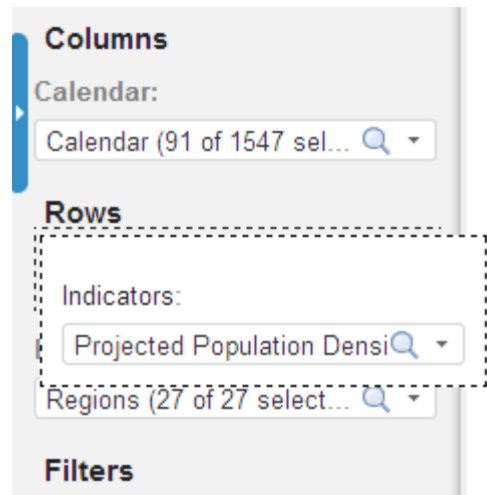 Columns
Calendar:
Calendar (91 of 1547 sel...
Rows
Indicators:
Projected Population Densi
Regions (27 of 27 select...
Filters